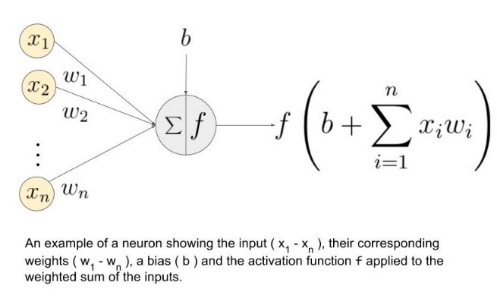 x₁
b
w₁
x₂
w₂
Σ f
f ( b + ∑ᵢ₌₁ⁿ xᵢwᵢ )
⋮
xₙ wₙ
An example of a neuron showing the input ( x₁ - xₙ ), their corresponding
weights ( w₁ - wₙ ), a bias ( b ) and the activation function f applied to the
weighted sum of the inputs.